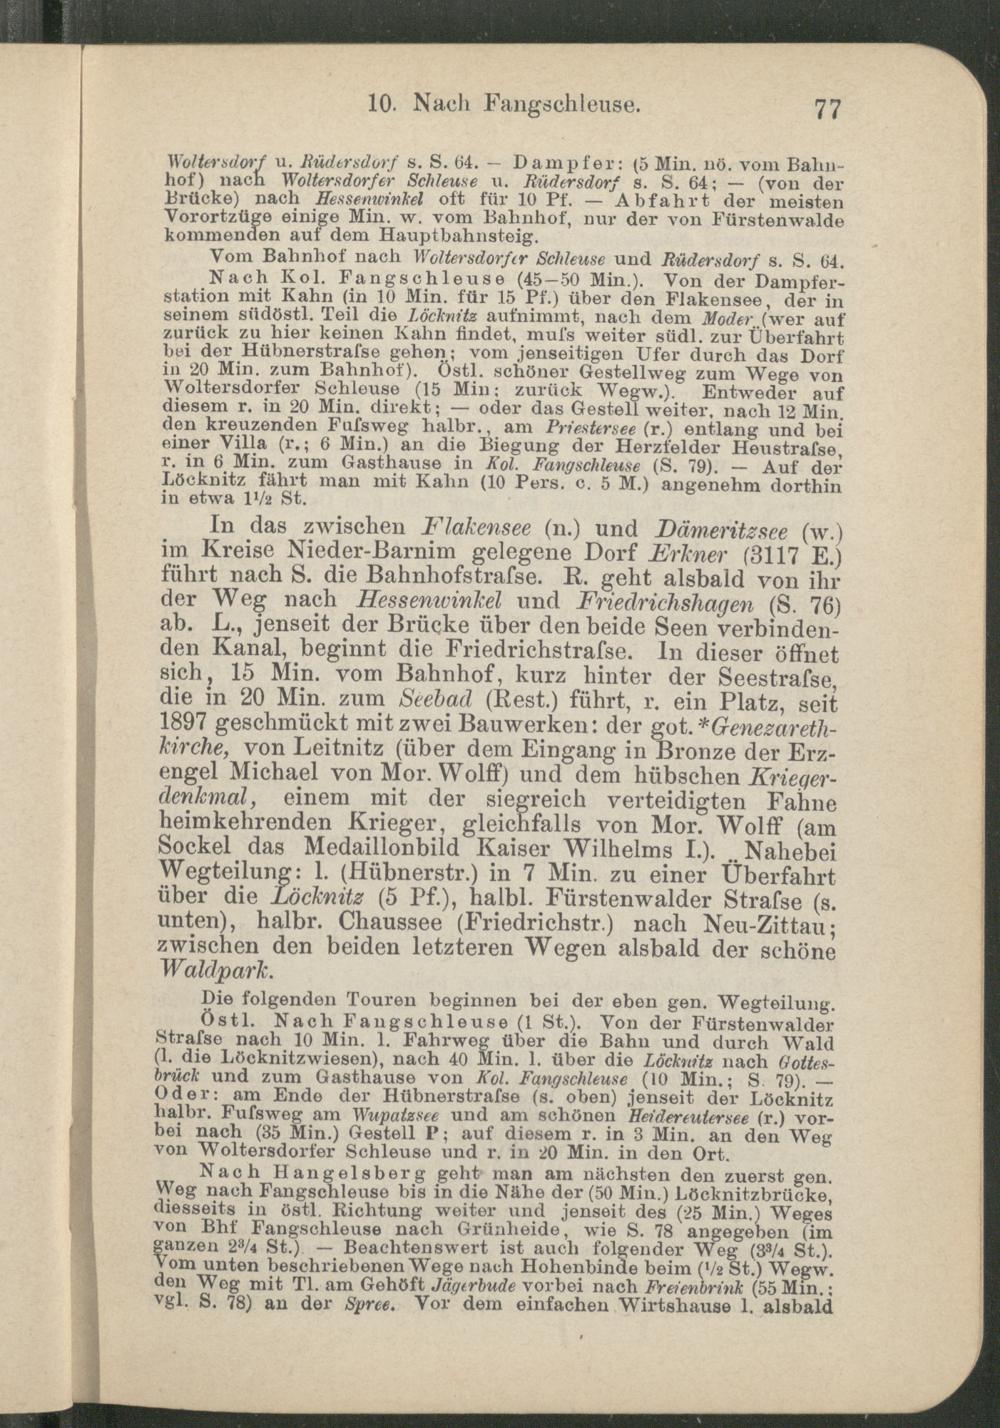 10. Nach Fangschleuse. 77
Woltersdorf u. Rüdersdorf s. S. 64. — Dampfer: (5 Min. nö. vom Bahn-
hof) nach Woltersdorfer Schleuse u. Rüdersdorf s. S. 64; — (von der
Brücke) nach Hessenwinkel oft für 10 Pf. — Abfahrt der meisten
Vorortzüge einige Min. w. vom Bahnhof, nur der von Fürstenwalde
kommenden auf dem Hauptbahnsteig.
Vom Bahnhof nach Woltersdorfer Schleuse und Rüdersdorf s. S. 64.
Nach Kol. Fangschleuse (45—50 Min.). Von der Dampfer-
station mit Kahn (in 10 Min. für 15 Pf.) über den Flakensee, der in
seinem südöstl. Teil die Löcknitz aufnimmt, nach dem Moder (wer auf
zurück zu hier keinen Kahn findet, muſs weiter südl. zur Überfahrt
bei der Hübnerstraſse gehen; vom jenseitigen Ufer durch das Dorf
in 20 Min. zum Bahnhof). Östl. schöner Gestellweg zum Wege von
Woltersdorfer Schleuse (15 Min; zurück Wegw.). Entweder auf
diesem r. in 20 Min. direkt; — oder das Gestell weiter, nach 12 Min.
den kreuzenden Fuſsweg halbr., am Priestersee (r.) entlang und bei
einer Villa (r.; 6 Min.) an die Biegung der Herzfelder Heustraſse,
r. in 6 Min. zum Gasthause in Kol. Fangschleuse (S. 79). — Auf der
Löcknitz fährt man mit Kahn (10 Pers. c. 5 M.) angenehm dorthin
in etwa 1½ St.
In das zwischen Flakensee (n.) und Dämeritzsee (w.)
im Kreise Nieder-Barnim gelegene Dorf Erkner (3117 E.)
führt nach S. die Bahnhofstraſse. R. geht alsbald von ihr
der Weg nach Hessenwinkel und Friedrichshagen (S. 76)
ab. L., jenseit der Brücke über den beide Seen verbinden-
den Kanal, beginnt die Friedrichstraſse. In dieser öffnet
sich, 15 Min. vom Bahnhof, kurz hinter der Seestraſse,
die in 20 Min. zum Seebad (Rest.) führt, r. ein Platz, seit
1897 geschmückt mit zwei Bauwerken: der got. *Genezareth-
kirche, von Leitnitz (über dem Eingang in Bronze der Erz-
engel Michael von Mor. Wolff) und dem hübschen Krieger-
denkmal, einem mit der siegreich verteidigten Fahne
heimkehrenden Krieger, gleichfalls von Mor. Wolff (am
Sockel das Medaillonbild Kaiser Wilhelms I.). Nahebei
Wegteilung: l. (Hübnerstr.) in 7 Min. zu einer Überfahrt
über die Löcknitz (5 Pf.), halbl. Fürstenwalder Straſse (s.
unten), halbr. Chaussee (Friedrichstr.) nach Neu-Zittau;
zwischen den beiden letzteren Wegen alsbald der schöne
Waldpark.
Die folgenden Touren beginnen bei der eben gen. Wegteilung.
Östl. Nach Fangschleuse (1 St.). Von der Fürstenwalder
Straſse nach 10 Min. l. Fahrweg über die Bahn und durch Wald
(l. die Löcknitzwiesen), nach 40 Min. l. über die Löcknitz nach Gottes-
brück und zum Gasthause von Kol. Fangschleuse (10 Min.; S. 79). —
Oder: am Ende der Hübnerstraſse (s. oben) jenseit der Löcknitz
halbr. Fuſsweg am Wupatzsee und am schönen Heidereutersee (r.) vor-
bei nach (35 Min.) Gestell P; auf diesem r. in 3 Min. an den Weg
von Woltersdorfer Schleuse und r. in 20 Min. in den Ort.
Nach Hangelsberg geht man am nächsten den zuerst gen.
Weg nach Fangschleuse bis in die Nähe der (50 Min.) Löcknitzbrücke,
diesseits in östl. Richtung weiter und jenseit des (25 Min.) Weges
von Bhf Fangschleuse nach Grünheide, wie S. 78 angegeben (im
ganzen 2¾ St.). — Beachtenswert ist auch folgender Weg (3¾ St.).
Vom unten beschriebenen Wege nach Hohenbinde beim (½ St.) Wegw.
den Weg mit Tl. am Gehöft Jägerbude vorbei nach Freienbrink (55 Min.;
vgl. S. 78) an der Spree. Vor dem einfachen Wirtshause l. alsbald